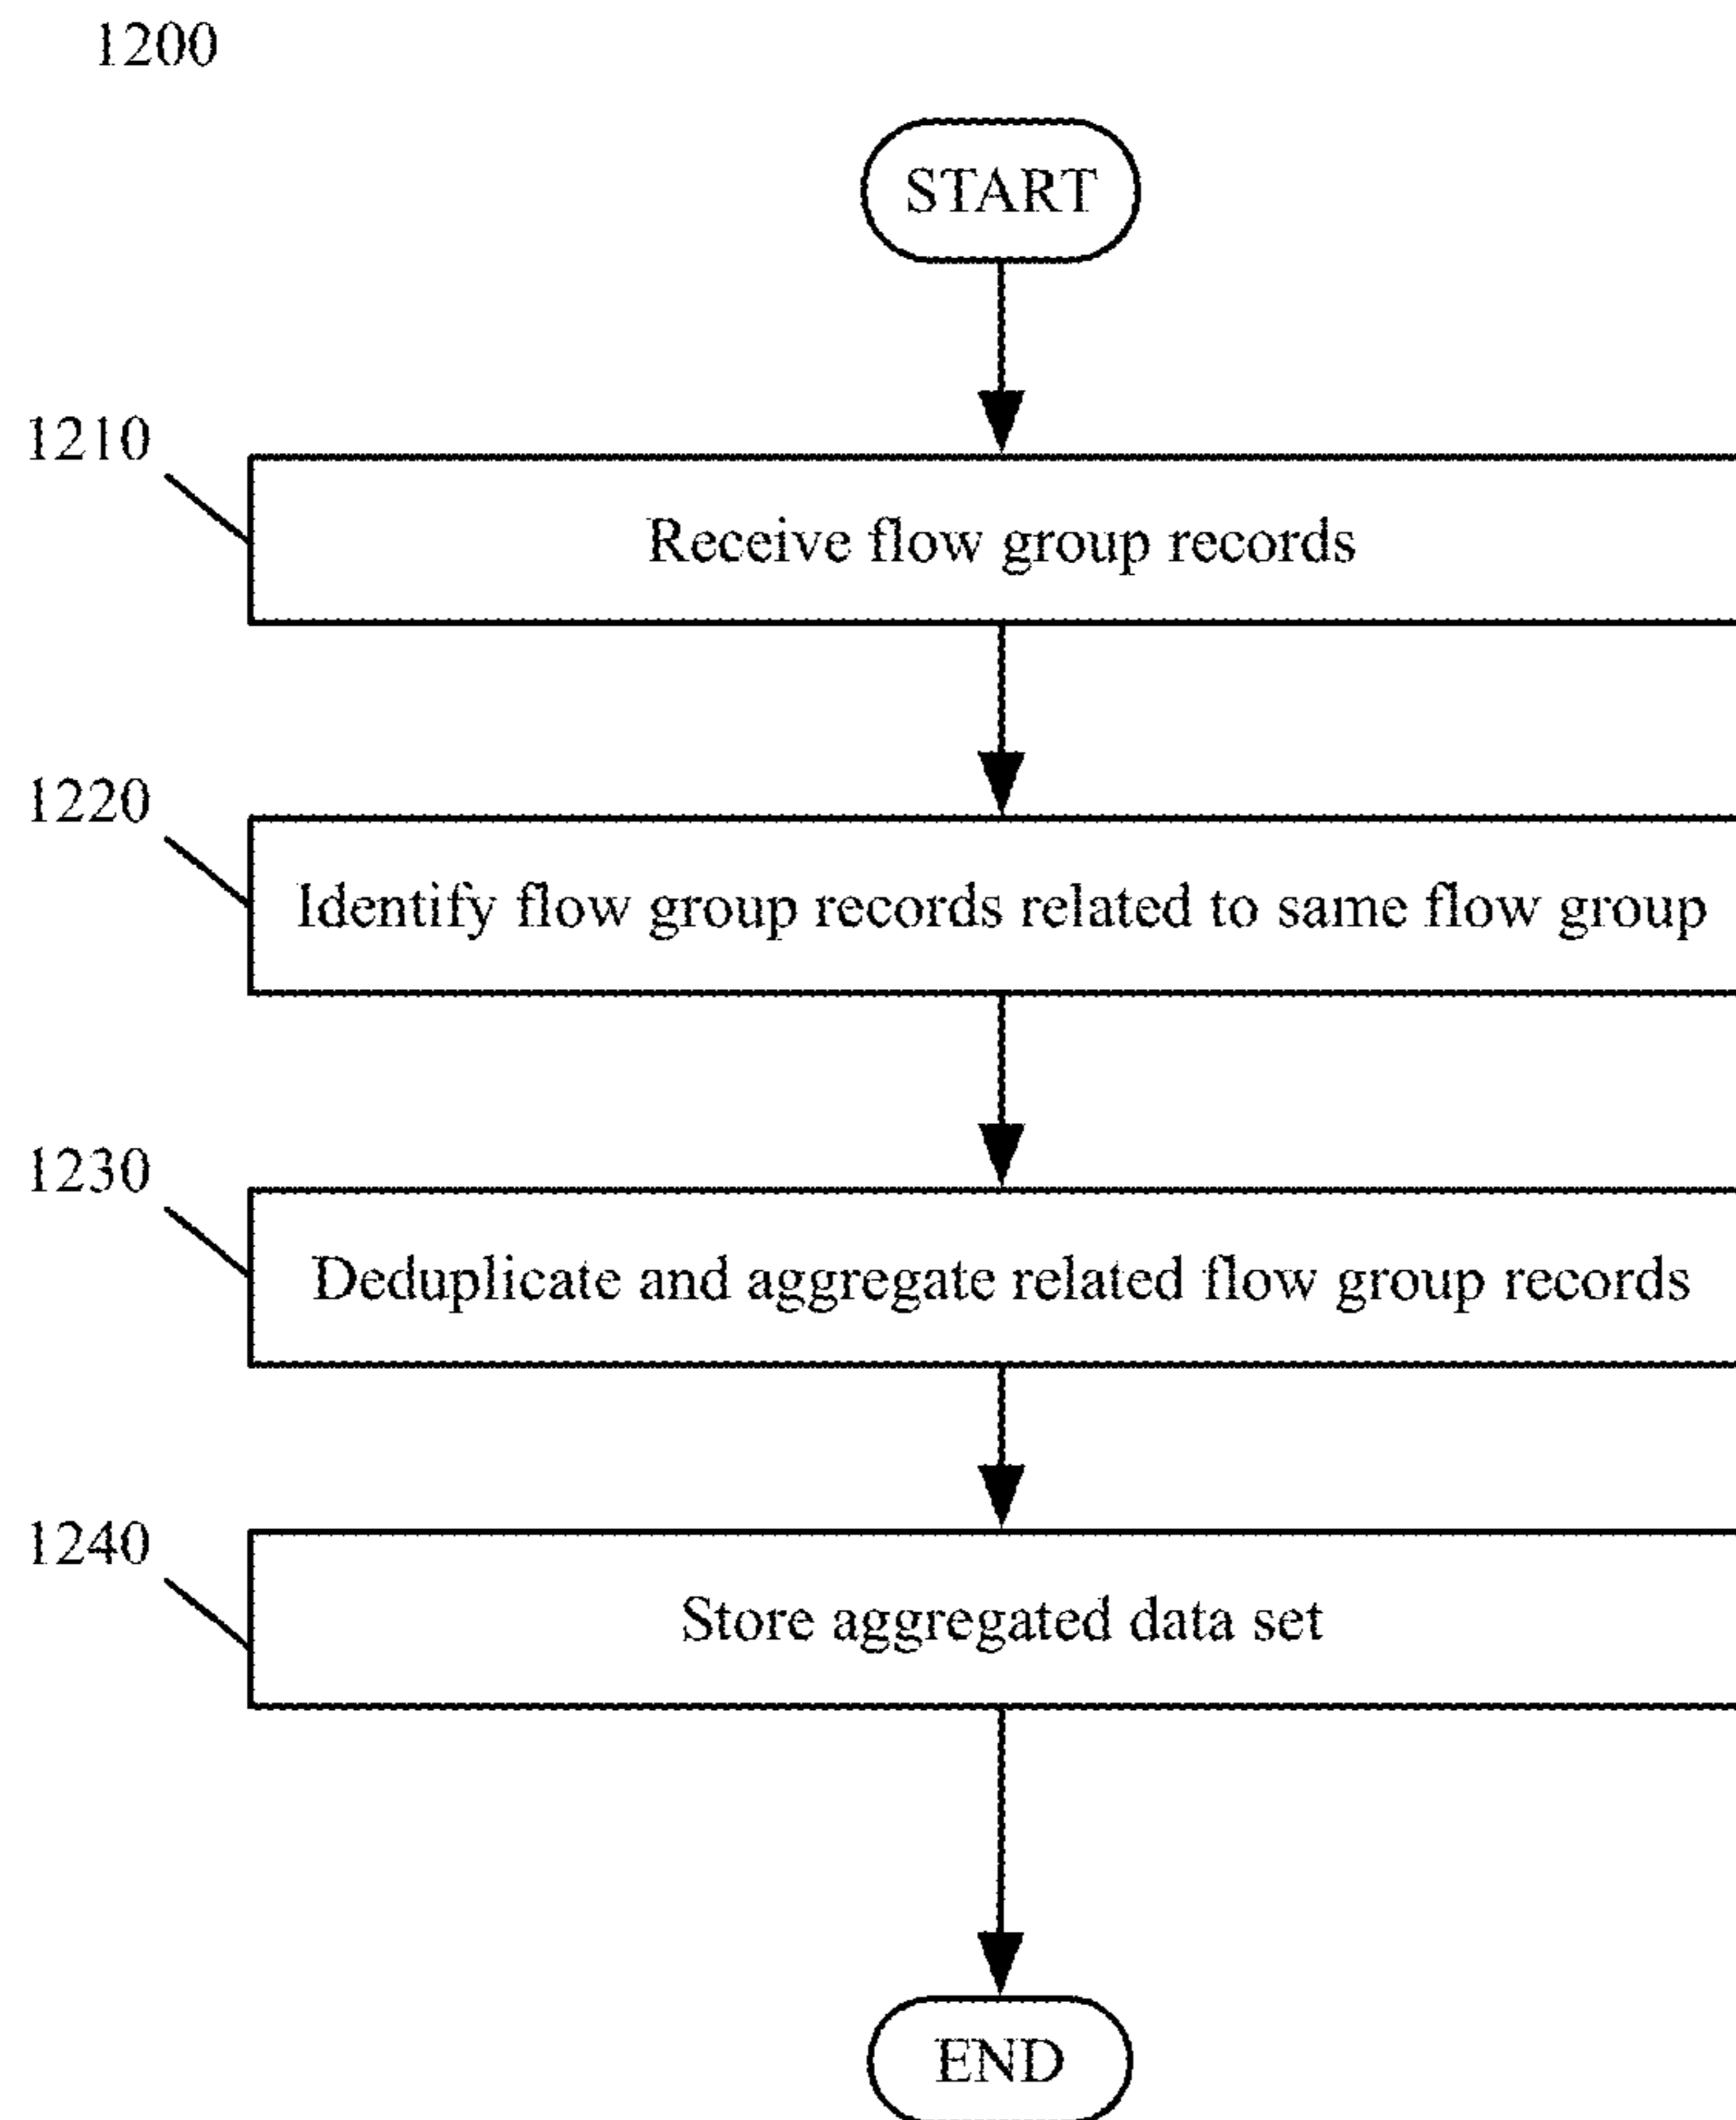 1200
START
1210
Receive flow group records
1220
Identify flow group records related to same flow group
1230
Deduplicate and aggregate related flow group records
1240
Store aggregated data set
END